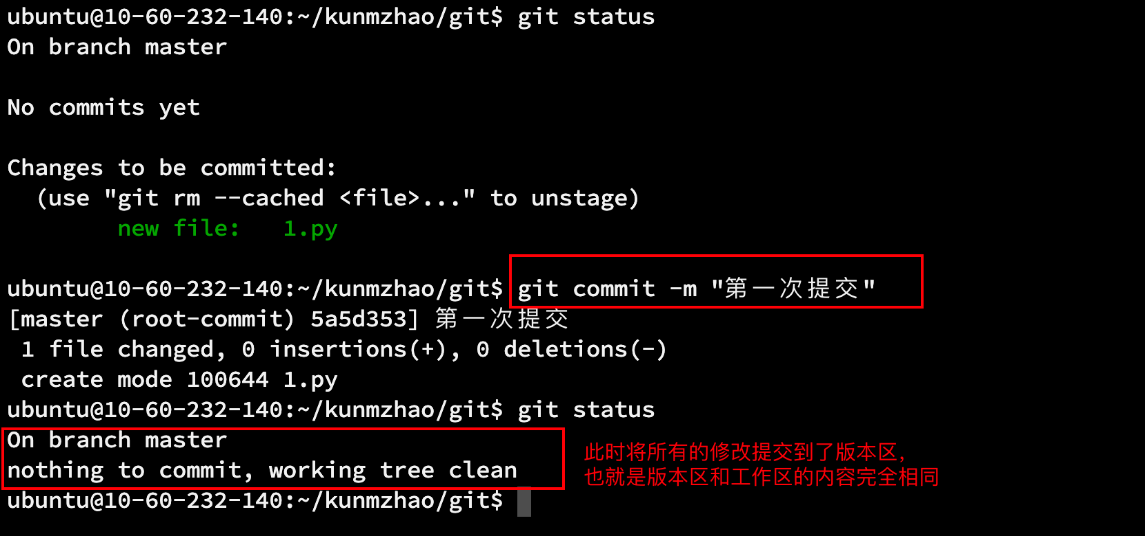 ubuntu@10-60-232-140:~/kunmzhao/git$ git status
On branch master
No commits yet
Changes to be committed:
(use "git rm --cached <file>..." to unstage)
new file: 1.py
ubuntu@10-60-232-140:~/kunmzhao/git$ git commit -m "第一次提交"
[master (root-commit) 5a5d353] 第一次提交
1 file changed, 0 insertions(+), 0 deletions(-)
create mode 100644 1.py
ubuntu@10-60-232-140:~/kunmzhao/git$ git status
On branch master
nothing to commit, working tree clean
此时将所有的修改提交到了版本区,
也就是版本区和工作区的内容完全相同
ubuntu@10-60-232-140:~/kunmzhao/git$